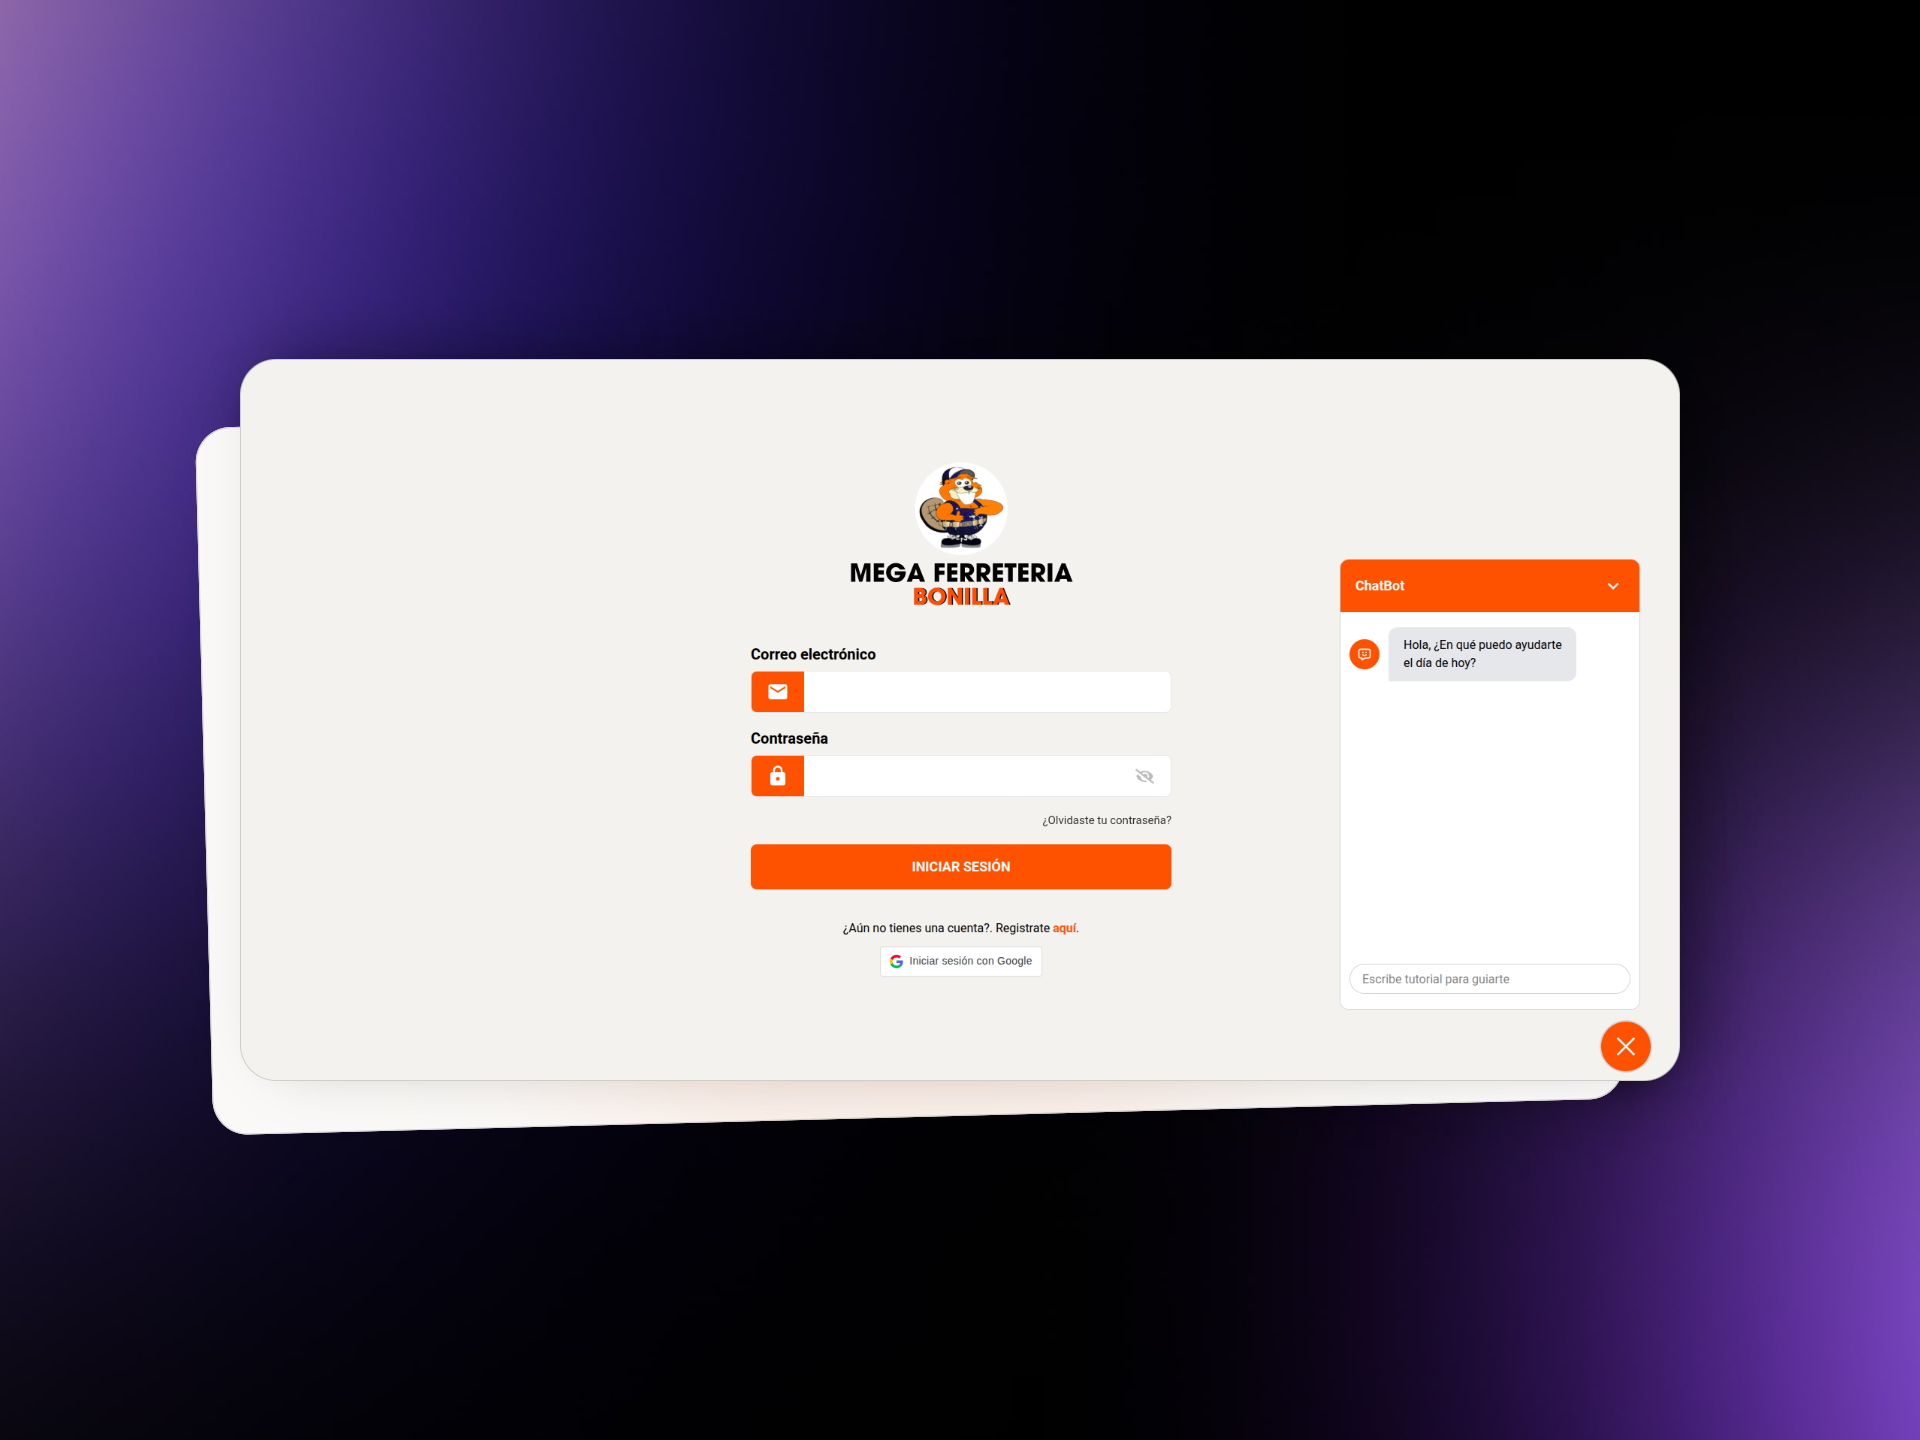 MEGA FERRETERIA
BONILLA
Correo electrónico
Contraseña
¿Olvidaste tu contraseña?
INICIAR SESIÓN
¿Aún no tienes una cuenta?. Registrate aquí.
Iniciar sesión con Google
ChatBot
Hola, ¿En qué puedo ayudarte
el día de hoy?
Escribe tutorial para guiarte